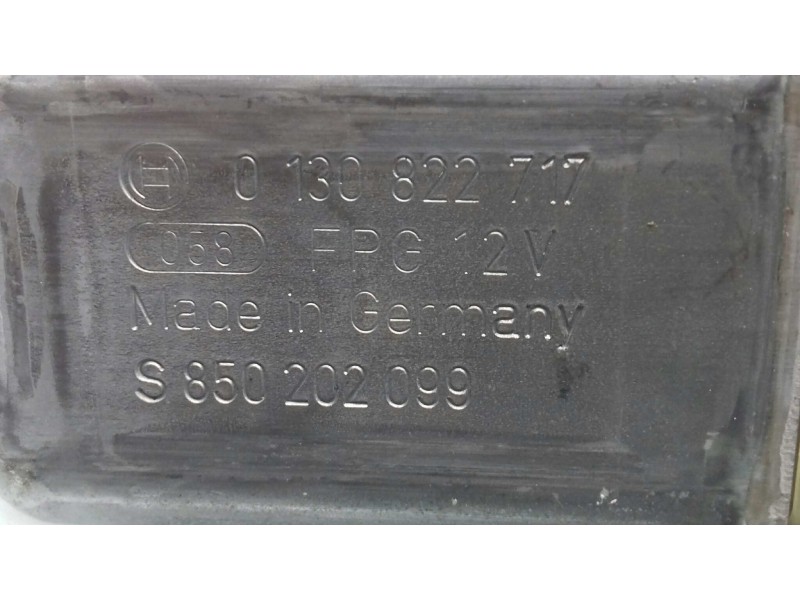 0 130 822 717
058 FPG 12V
Made in Germany
S 850 202 099